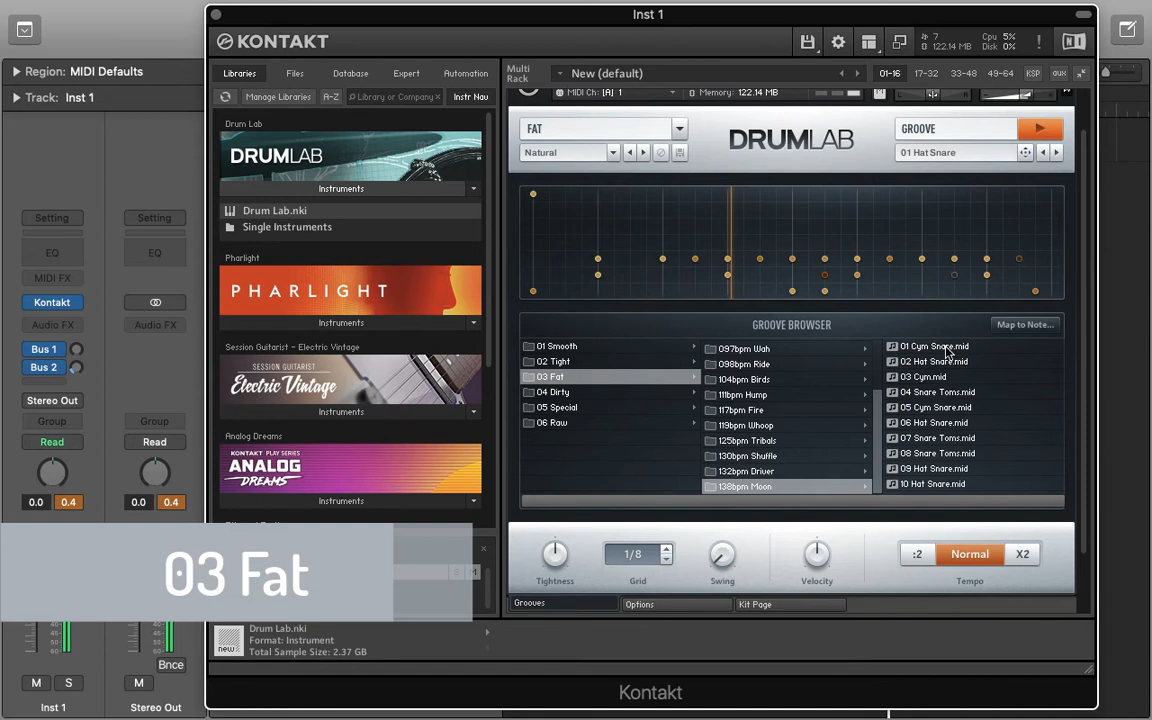 Inst 1
Region: MIDI Defaults
Track: Inst 1
KONTAKT
7
122.14 MB
Cpu 5%
Disk 0%
Libraries
Files
Database
Expert
Automation
Manage Libraries
A-Z
Library or Company
Instr Nav
Multi
Rack
New (default)
01-16
17-32
33-48
49-64
KSP
AUX
MIDI Ch: [A] 1
Memory: 122.14 MB
Drum Lab
DRUMLAB
Instruments
Drum Lab.nki
Single Instruments
Pharlight
PHARLIGHT
Instruments
Session Guitarist - Electric Vintage
SESSION
GUITARIST
Electric Vintage
Instruments
Analog Dreams
KONTAKT PLAY SERIES
ANALOG
DREAMS
Instruments
FAT
Natural
DRUMLAB
GROOVE
01 Hat Snare
GROOVE BROWSER
Map to Note...
01 Smooth
02 Tight
03 Fat
04 Dirty
05 Special
06 Raw
097bpm Wah
098bpm Ride
104bpm Birds
111bpm Hump
117bpm Fire
119bpm Whoop
125bpm Tribals
130bpm Shuffle
132bpm Driver
138bpm Moon
01 Cym Snare.mid
02 Hat Snare.mid
03 Cym.mid
04 Snare Toms.mid
05 Cym Snare.mid
06 Hat Snare.mid
07 Snare Toms.mid
08 Snare Toms.mid
09 Hat Snare.mid
10 Hat Snare.mid
Tightness
1/8
Grid
Swing
Velocity
:2
Normal
X2
Tempo
Grooves
Options
Kit Page
Drum Lab.nki
Format: Instrument
Total Sample Size: 2.37 GB
new
Kontakt
Setting
EQ
MIDI FX
Kontakt
Audio FX
Bus 1
Bus 2
Stereo Out
Group
Read
0.0
0.4
M
S
Inst 1
Setting
EQ
Audio FX
Group
Read
0.0
0.4
Bnce
M
Stereo Out
03 Fat